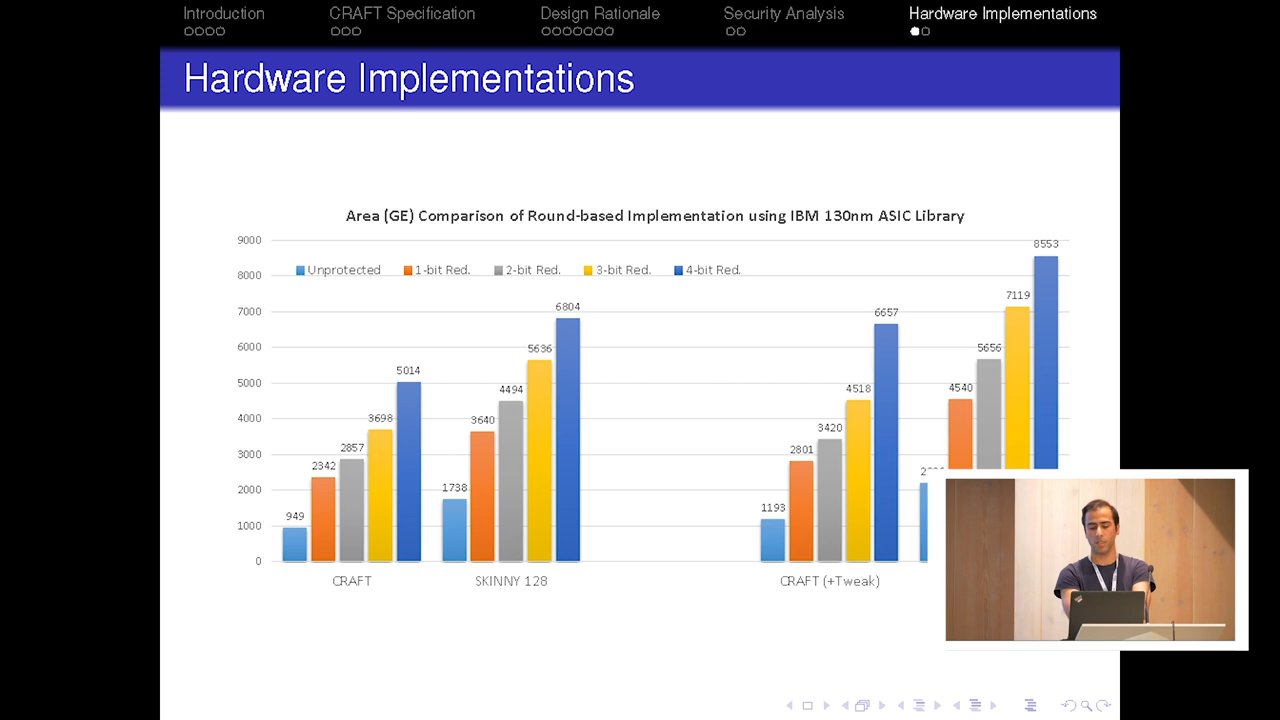 Introduction CRAFT Specification Design Rationale Security Analysis Hardware Implementations
Hardware Implementations
Area (GE) Comparison of Round-based Implementation using IBM 130nm ASIC Library
Unprotected 1-bit Red. 2-bit Red. 3-bit Red. 4-bit Red.
9000
8000
7000
6000
5000
4000
3000
2000
1000
0
949 2342 2857 3698 5014
1738 3640 4494 5636 6804
1193 2801 3420 4518 6657
4540 5656 7119 8553
CRAFT SKINNY 128 CRAFT (+Tweak)